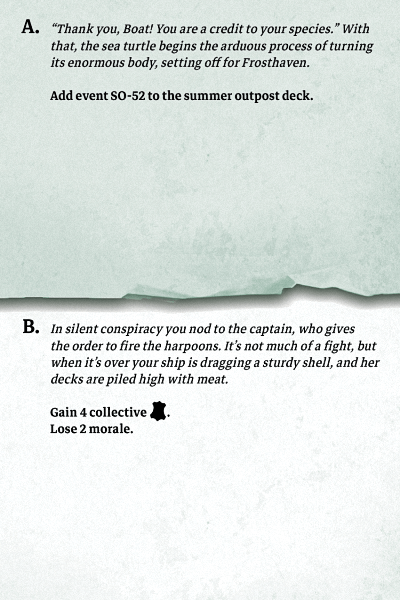 A. “Thank you, Boat! You are a credit to your species.” With
that, the sea turtle begins the arduous process of turning
its enormous body, setting off for Frosthaven.
Add event SO-52 to the summer outpost deck.
B. In silent conspiracy you nod to the captain, who gives
the order to fire the harpoons. It’s not much of a fight, but
when it’s over your ship is dragging a sturdy shell, and her
decks are piled high with meat.
Gain 4 collective .
Lose 2 morale.